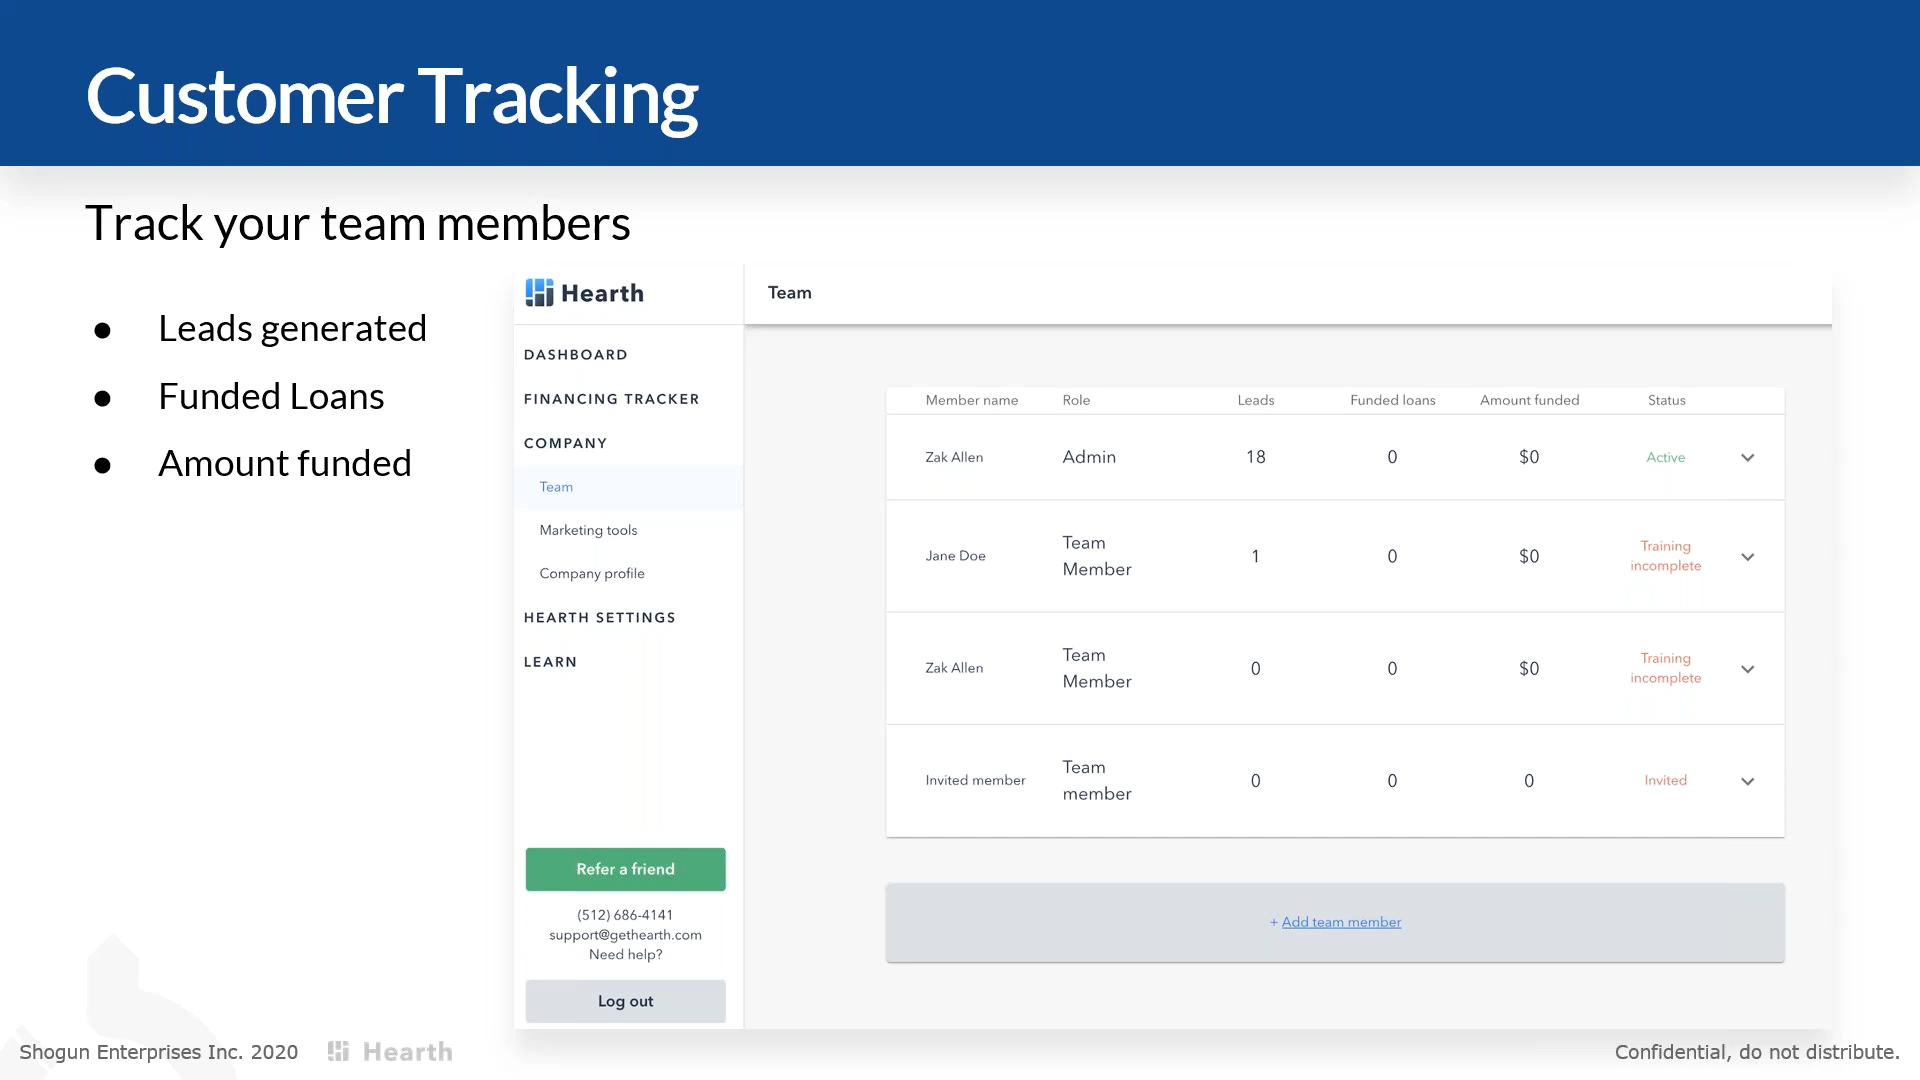 Customer Tracking
Track your team members
● Leads generated
● Funded Loans
● Amount funded
Hearth
Team
DASHBOARD
FINANCING TRACKER
COMPANY
Team
Marketing tools
Company profile
HEARTH SETTINGS
LEARN
Refer a friend
(512) 686-4141
support@gethearth.com
Need help?
Log out
Member name Role Leads Funded loans Amount funded Status
Zak Allen Admin 18 0 $0 Active
Jane Doe Team Member 1 0 $0 Training incomplete
Zak Allen Team Member 0 0 $0 Training incomplete
Invited member Team member 0 0 0 Invited
+ Add team member
Shogun Enterprises Inc. 2020 Hearth
Confidential, do not distribute.